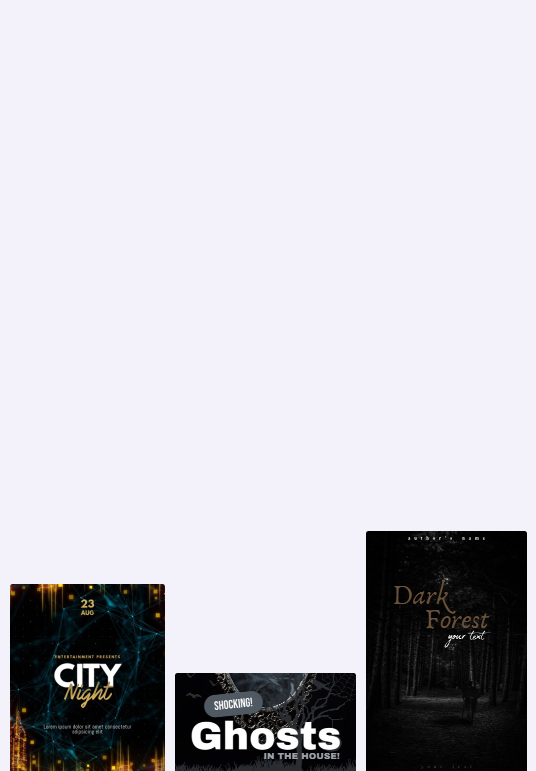 23
AUG
ENTERTAINMENT PRESENTS
CITY
Night
Lorem ipsum dolor sit amet consectetur
adipiscing elit
SHOCKING!
Ghosts
IN THE HOUSE!
author's name
Dark
Forest
your text